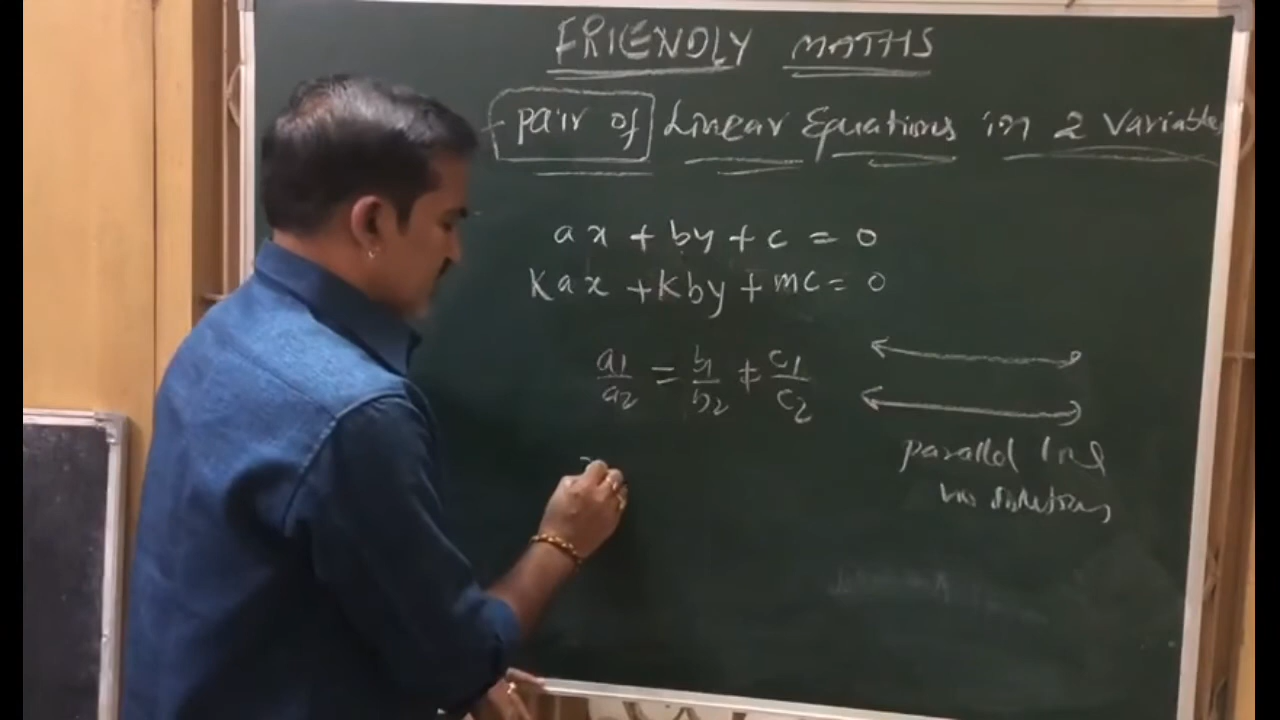 FRIENDLY MATHS
Pair of Linear Equations in 2 Variables
ax + by + c = 0
Kax + Kby + mc = 0
a1/a2 = b1/b2 ≠ c1/c2
parallel line
no solutions